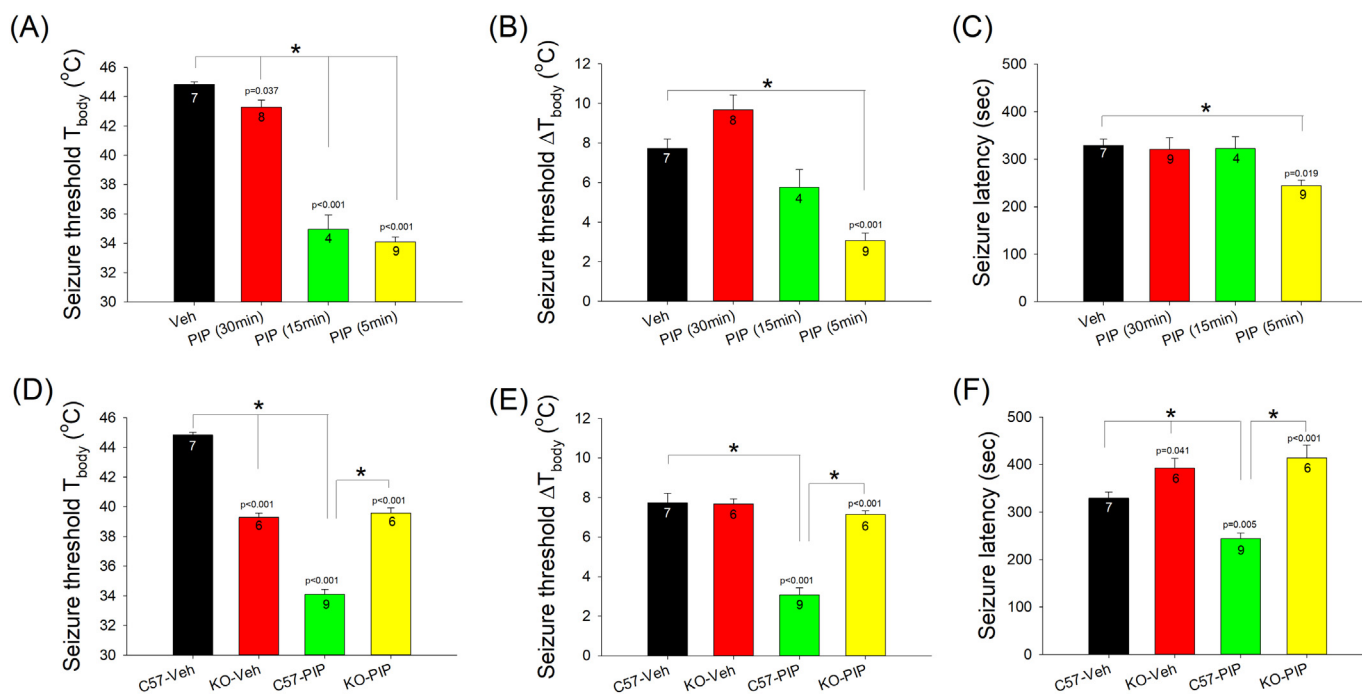 (A)
*
Seizure threshold T_body (°C)
46
44
42
40
38
36
34
32
30
7
p=0.037
8
p<0.001
4
p<0.001
9
Veh
PIP (30min)
PIP (15min)
PIP (5min)
(B)
*
Seizure threshold ΔT_body (°C)
12
10
8
6
4
2
0
7
8
4
p<0.001
9
Veh
PIP (30min)
PIP (15min)
PIP (5min)
(C)
*
Seizure latency (sec)
500
400
300
200
100
0
7
9
4
p=0.019
9
Veh
PIP (30min)
PIP (15min)
PIP (5min)
(D)
*
*
Seizure threshold T_body (°C)
46
44
42
40
38
36
34
32
30
7
p<0.001
6
p<0.001
9
p<0.001
6
C57-Veh
KO-Veh
C57-PIP
KO-PIP
(E)
*
*
Seizure threshold ΔT_body (°C)
12
10
8
6
4
2
0
7
6
p<0.001
9
p<0.001
6
C57-Veh
KO-Veh
C57-PIP
KO-PIP
(F)
*
*
Seizure latency (sec)
500
400
300
200
100
0
7
p=0.041
6
p=0.005
9
p<0.001
6
C57-Veh
KO-Veh
C57-PIP
KO-PIP